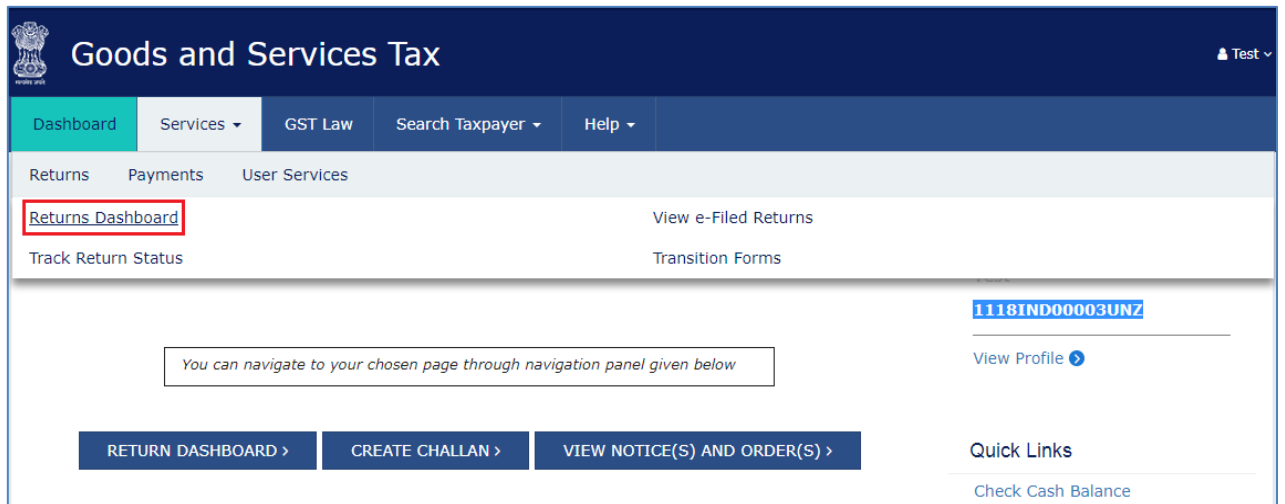 Goods and Services Tax
Test
Dashboard Services GST Law Search Taxpayer Help
Returns Payments User Services
Returns Dashboard View e-Filed Returns
Track Return Status Transition Forms
Test
1118IND00003UNZ
You can navigate to your chosen page through navigation panel given below
View Profile
RETURN DASHBOARD > CREATE CHALLAN > VIEW NOTICE(S) AND ORDER(S) >
Quick Links
Check Cash Balance